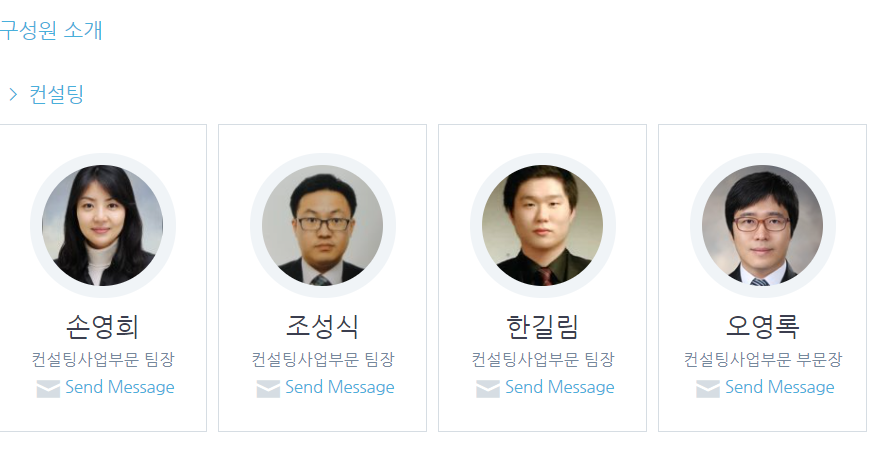 구성원 소개
컨설팅
손영희
컨설팅사업부문 팀장
Send Message
조성식
컨설팅사업부문 팀장
Send Message
한길림
컨설팅사업부문 팀장
Send Message
오영록
컨설팅사업부문 부문장
Send Message